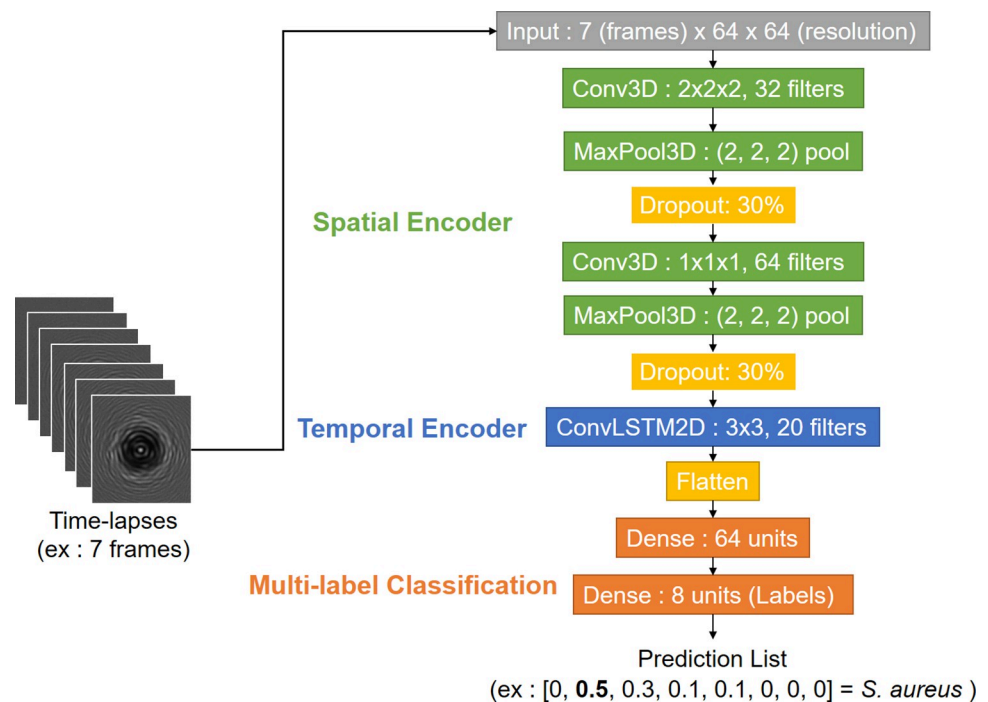 Input : 7 (frames) x 64 x 64 (resolution)
Conv3D : 2x2x2, 32 filters
MaxPool3D : (2, 2, 2) pool
Dropout: 30%
Spatial Encoder
Conv3D : 1x1x1, 64 filters
MaxPool3D : (2, 2, 2) pool
Dropout: 30%
Temporal Encoder
ConvLSTM2D : 3x3, 20 filters
Flatten
Time-lapses
(ex : 7 frames)
Dense : 64 units
Multi-label Classification
Dense : 8 units (Labels)
Prediction List
(ex : [0, 0.5, 0.3, 0.1, 0.1, 0, 0, 0] = S. aureus )